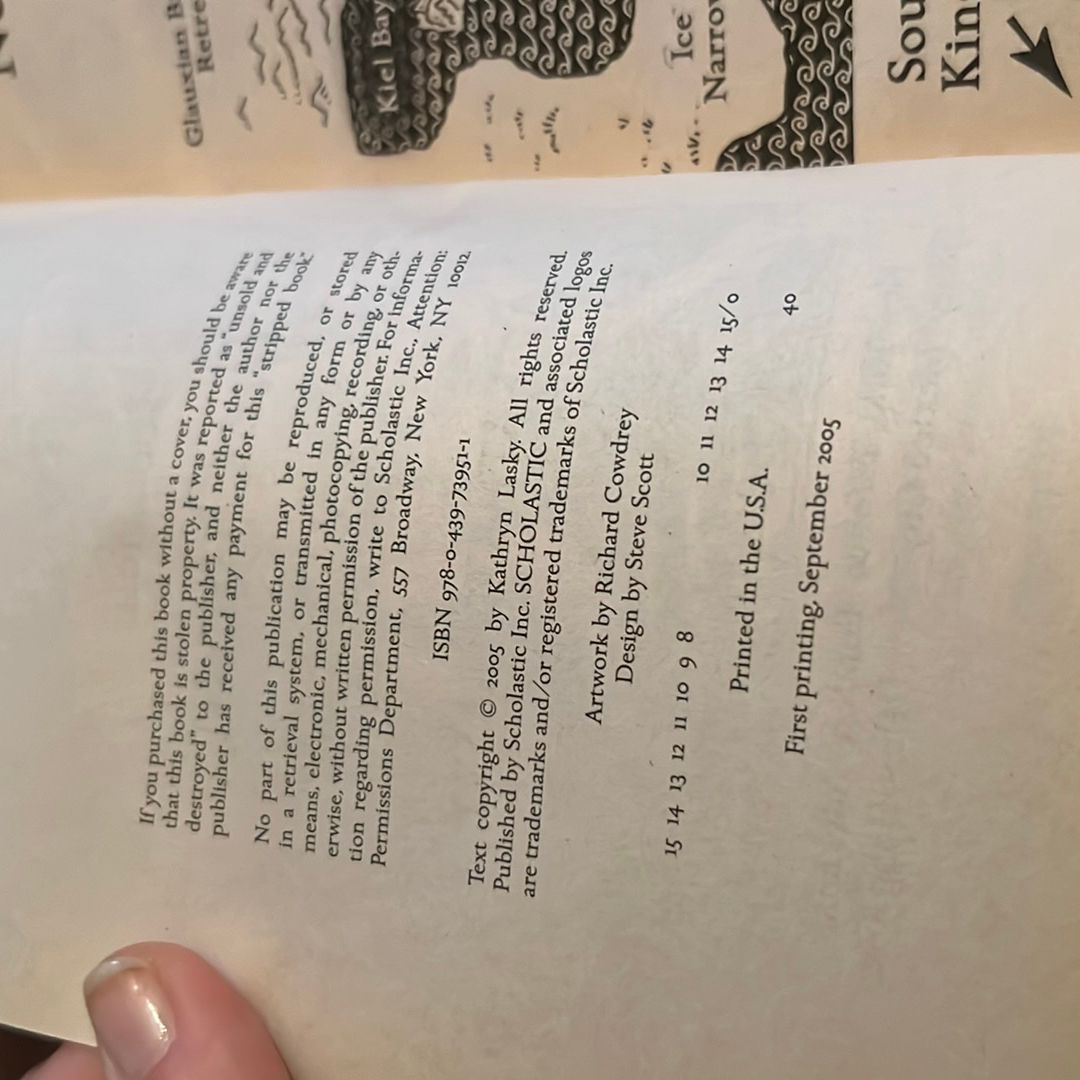 Glauxian B
Retre
Kiel Bay
Ice
Narrow
Sou
Kin
If you purchased this book without a cover, you should be aware
that this book is stolen property. It was reported as "unsold and
destroyed" to the publisher, and neither the author nor the
publisher has received any payment for this "stripped book."
No part of this publication may be reproduced, or stored
in a retrieval system, or transmitted in any form or by any
means, electronic, mechanical, photocopying, recording, or oth-
erwise, without written permission of the publisher. For informa-
tion regarding permission, write to Scholastic Inc., Attention:
Permissions Department, 557 Broadway, New York, NY 10012.
ISBN 978-0-439-73951-1
Text copyright © 2005 by Kathryn Lasky. All rights reserved.
Published by Scholastic Inc. SCHOLASTIC and associated logos
are trademarks and/or registered trademarks of Scholastic Inc.
Artwork by Richard Cowdrey
Design by Steve Scott
15 14 13 12 11 10 9 8 10 11 12 13 14 15/0
Printed in the U.S.A. 40
First printing, September 2005